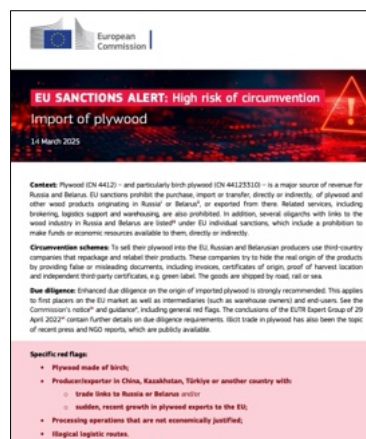 European
Commission
EU SANCTIONS ALERT: High risk of circumvention
Import of plywood
14 March 2025
Context: Plywood (CN 4412) – and particularly birch plywood (CN 44123310) – is a major source of revenue for
Russia and Belarus. EU sanctions prohibit the purchase, import or transfer, directly or indirectly, of plywood and
other wood products originating in Russia or Belarus, or exported from there. Related services, including
brokering, logistics support and warehousing, are also prohibited. In addition, several oligarchs with links to the
wood industry in Russia and Belarus are listed under EU individual sanctions, which include a prohibition to
make funds or economic resources available to them, directly or indirectly.
Circumvention schemes: To sell their plywood into the EU, Russian and Belarusian producers use third-country
companies that repackage and relabel their products. These companies try to hide the real origin of the products
by providing false or misleading documents, including invoices, certificates of origin, proof of harvest location
and independent third-party certificates, e.g. green label. The goods are shipped by road, rail or sea.
Due diligence: Enhanced due diligence on the origin of imported plywood is strongly recommended. This applies
to first placers on the EU market as well as intermediaries (such as warehouse owners) and end-users. See the
Commission's notice and guidance, including general red flags. The conclusions of the EUTR Expert Group of 29
April 2022 contain further details on due diligence requirements. Illicit trade in plywood has also been the topic
of recent press and NGO reports, which are publicly available.
Specific red flags:
• Plywood made of birch;
• Producer/exporter in China, Kazakhstan, Türkiye or another country with:
○ trade links to Russia or Belarus and/or
○ sudden, recent growth in plywood exports to the EU;
• Processing operations that are not economically justified;
• Illogical logistic routes.